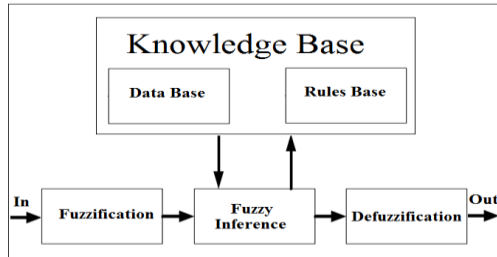 Knowledge Base
Data Base
Rules Base
In
Fuzzification
Fuzzy
Inference
Defuzzification
Out